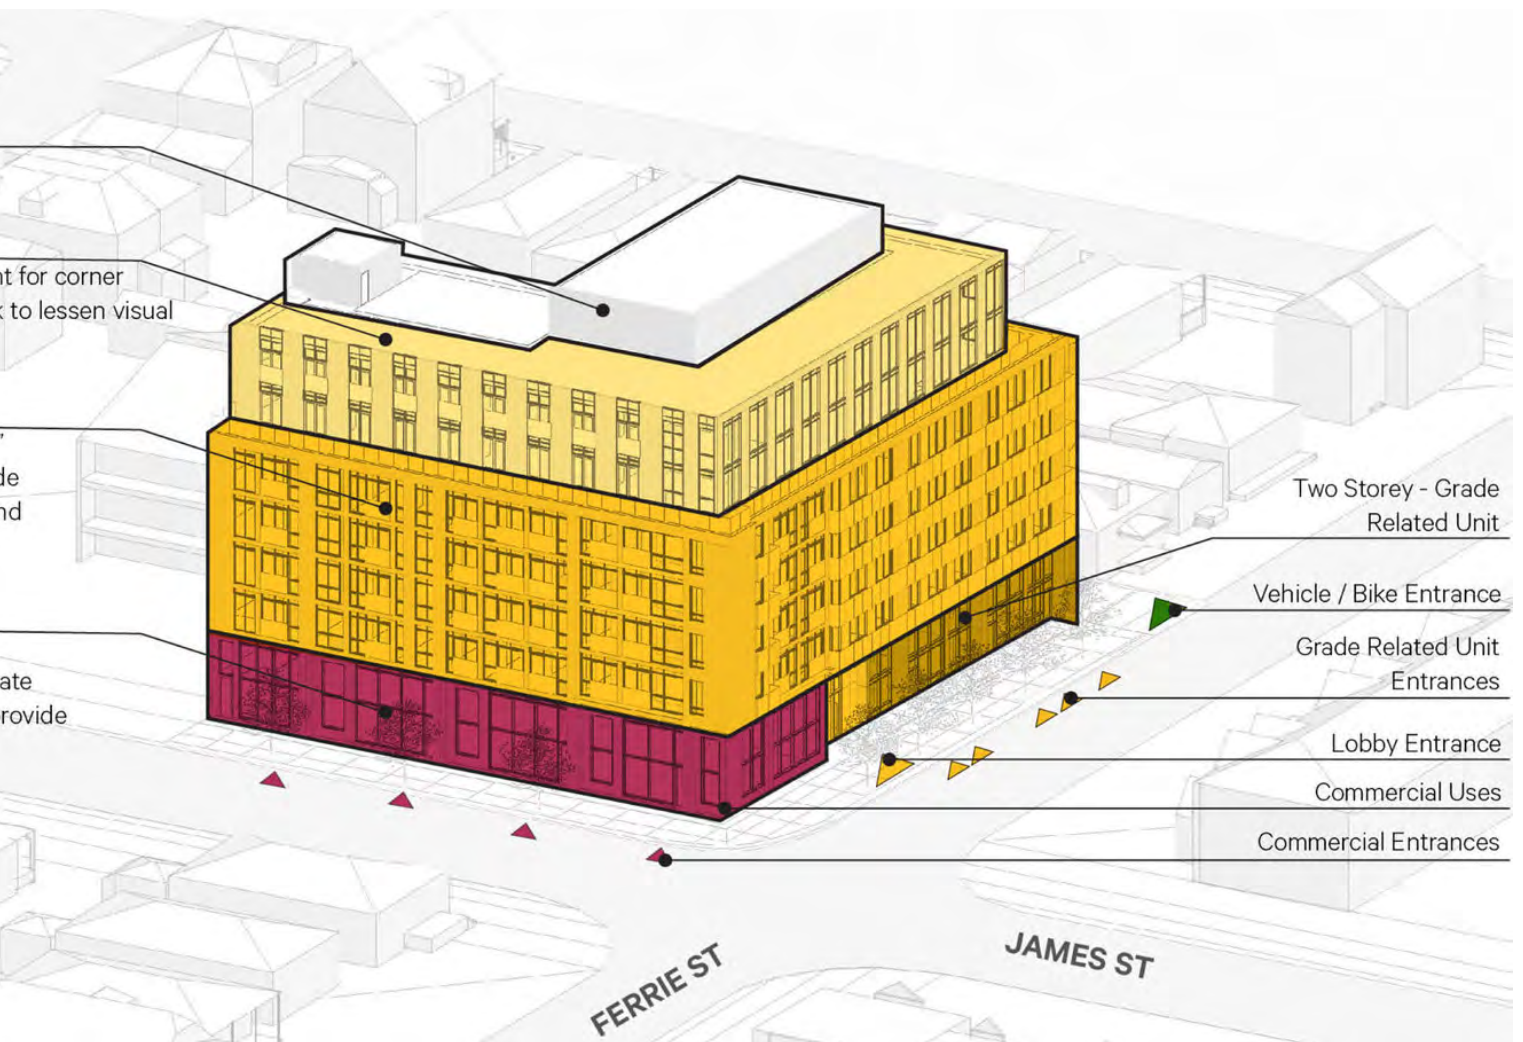 nt for corner
k to lessen visual
de
nd
ate
rovide
Two Storey - Grade
Related Unit
Vehicle / Bike Entrance
Grade Related Unit
Entrances
Lobby Entrance
Commercial Uses
Commercial Entrances
FERRIE ST
JAMES ST